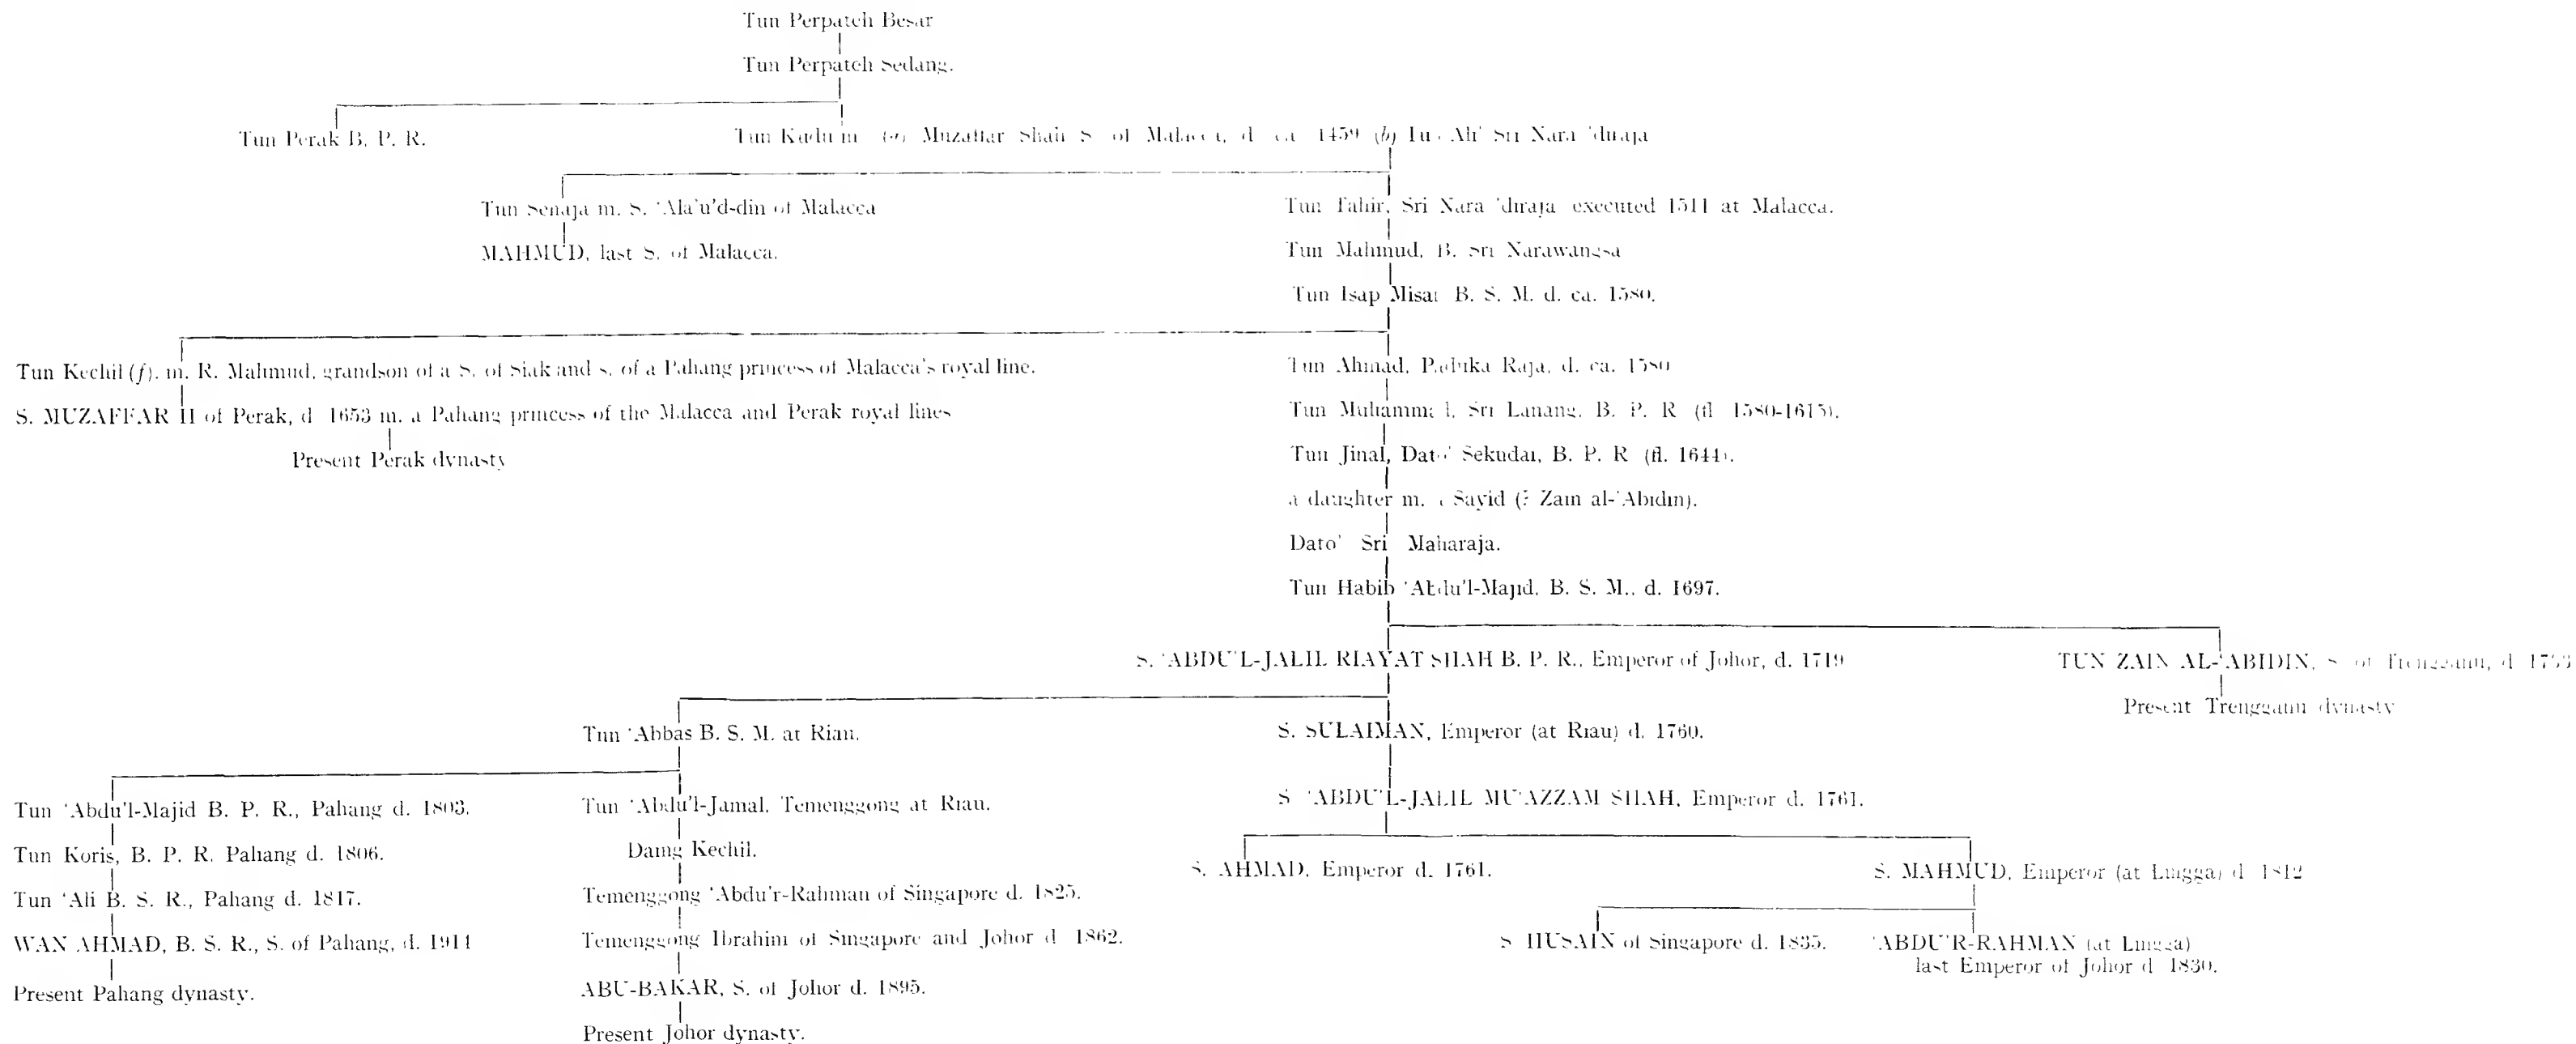 Tun Perpateh Besar
Tun Perpateh Sedang.
Tun Perak B. P. R.
Tun Kudu m. (a) Muzaffar Shah S. of Malacca, d. ca. 1459 (b) Tun Ali Sri Nara 'diraja
Tun Senaja m. S. 'Ala'u'd-din of Malacca
Tun Tahir, Sri Nara 'diraja executed 1511 at Malacca.
MAHMUD, last S. of Malacca.
Tun Mahmud, B. Sri Narawangsa
Tun Isap Misai B. S. M. d. ca. 1580.
Tun Kechil (f). m. R. Mahmud, grandson of a S. of Siak and s. of a Pahang princess of Malacca's royal line.
Tun Ahmad, Paduka Raja, d. ca. 1580
S. MUZAFFAR II of Perak, d 1653 m. a Pahang princess of the Malacca and Perak royal lines
Tun Muhammad, Sri Lanang, B. P. R (fl 1580-1615).
Present Perak dynasty
Tun Jinal, Dato' Sekudai, B. P. R (fl. 1644).
a daughter m. a Sayid (? Zain al-'Abidin).
Dato' Sri Maharaja.
Tun Habib 'Abdu'l-Majid, B. S. M., d. 1697.
S. 'ABDU'L-JALIL RIAYAT SHAH B. P. R., Emperor of Johor, d. 1719
TUN ZAIN AL-'ABIDIN, S. of Trengganu, d.
Present Trengganu dynasty
Tun 'Abbas B. S. M. at Riau.
S. SULAIMAN, Emperor (at Riau) d. 1760.
Tun 'Abdu'l-Majid B. P. R., Pahang d. 1803.
Tun 'Abdu'l-Jamal, Temenggong at Riau.
S 'ABDU'L-JALIL MU'AZZAM SHAH, Emperor d. 1761.
Tun Koris, B. P. R. Pahang d. 1806.
Daing Kechil.
S. AHMAD, Emperor d. 1761.
S. MAHMUD, Emperor (at Lingga) d 1812
Tun 'Ali B. S. R., Pahang d. 1817.
Temenggong 'Abdu'r-Rahman of Singapore d. 1825.
WAN AHMAD, B. S. R., S. of Pahang, d. 1914
Temenggong Ibrahim of Singapore and Johor d 1862.
S HUSAIN of Singapore d. 1835.
'ABDU'R-RAHMAN (at Lingga)
last Emperor of Johor d 1830.
Present Pahang dynasty.
ABU-BAKAR, S. of Johor d. 1895.
Present Johor dynasty.